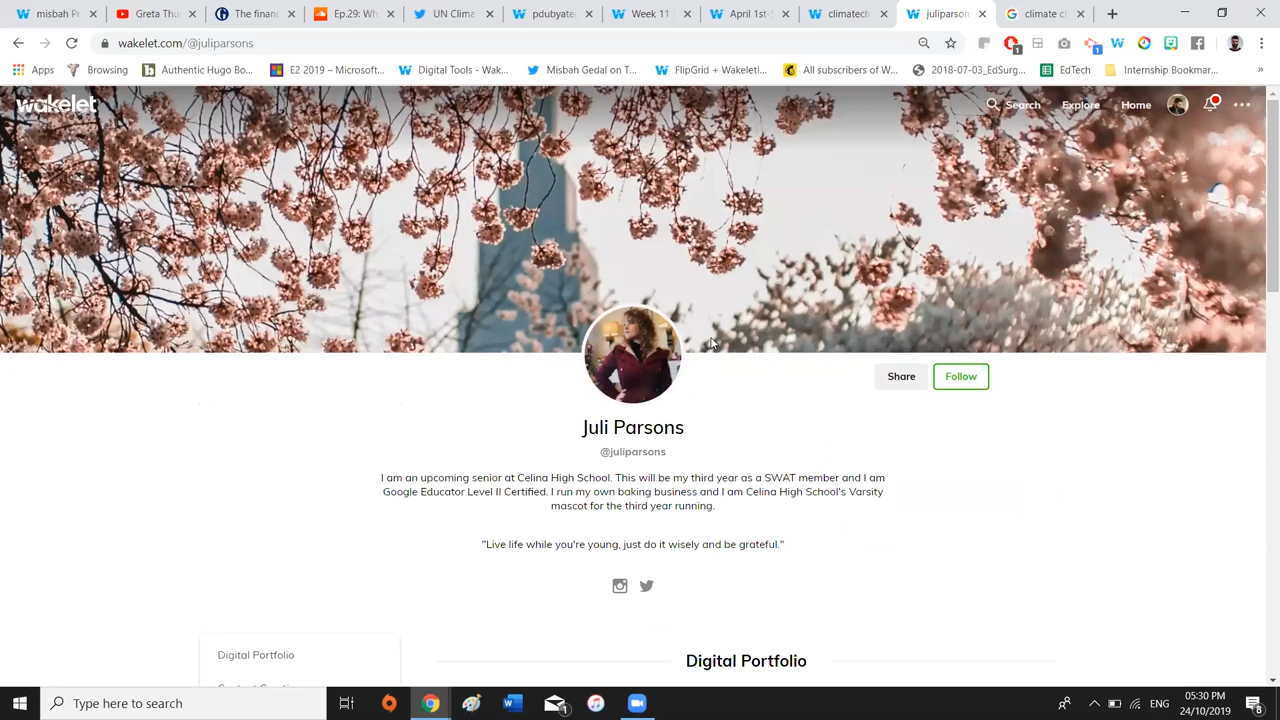 misbah Pr
Greta Thu
The financ
Ep.29: Wh
UN Clima
pdubyate
Week 11 |
April 1st-5
climatech
juliparson
climate ch
wakelet.com/@juliparsons
1
1
Apps
Browsing
Authentic Hugo Bo...
E2 2019 – Microsoft...
Digital Tools - Wak...
Misbah Gedal on T...
FlipGrid + Wakelet!...
All subscribers of W...
2018-07-03_EdSurg...
EdTech
Internship Bookmar...
»
wakelet
Search
Explore
Home
Share
Follow
Juli Parsons
@juliparsons
I am an upcoming senior at Celina High School. This will be my third year as a SWAT member and I am
Google Educator Level II Certified. I run my own baking business and I am Celina High School's Varsity
mascot for the third year running.
"Live life while you're young, just do it wisely and be grateful."
Digital Portfolio
Digital Portfolio
Type here to search
1
ENG
05:30 PM
24/10/2019
8